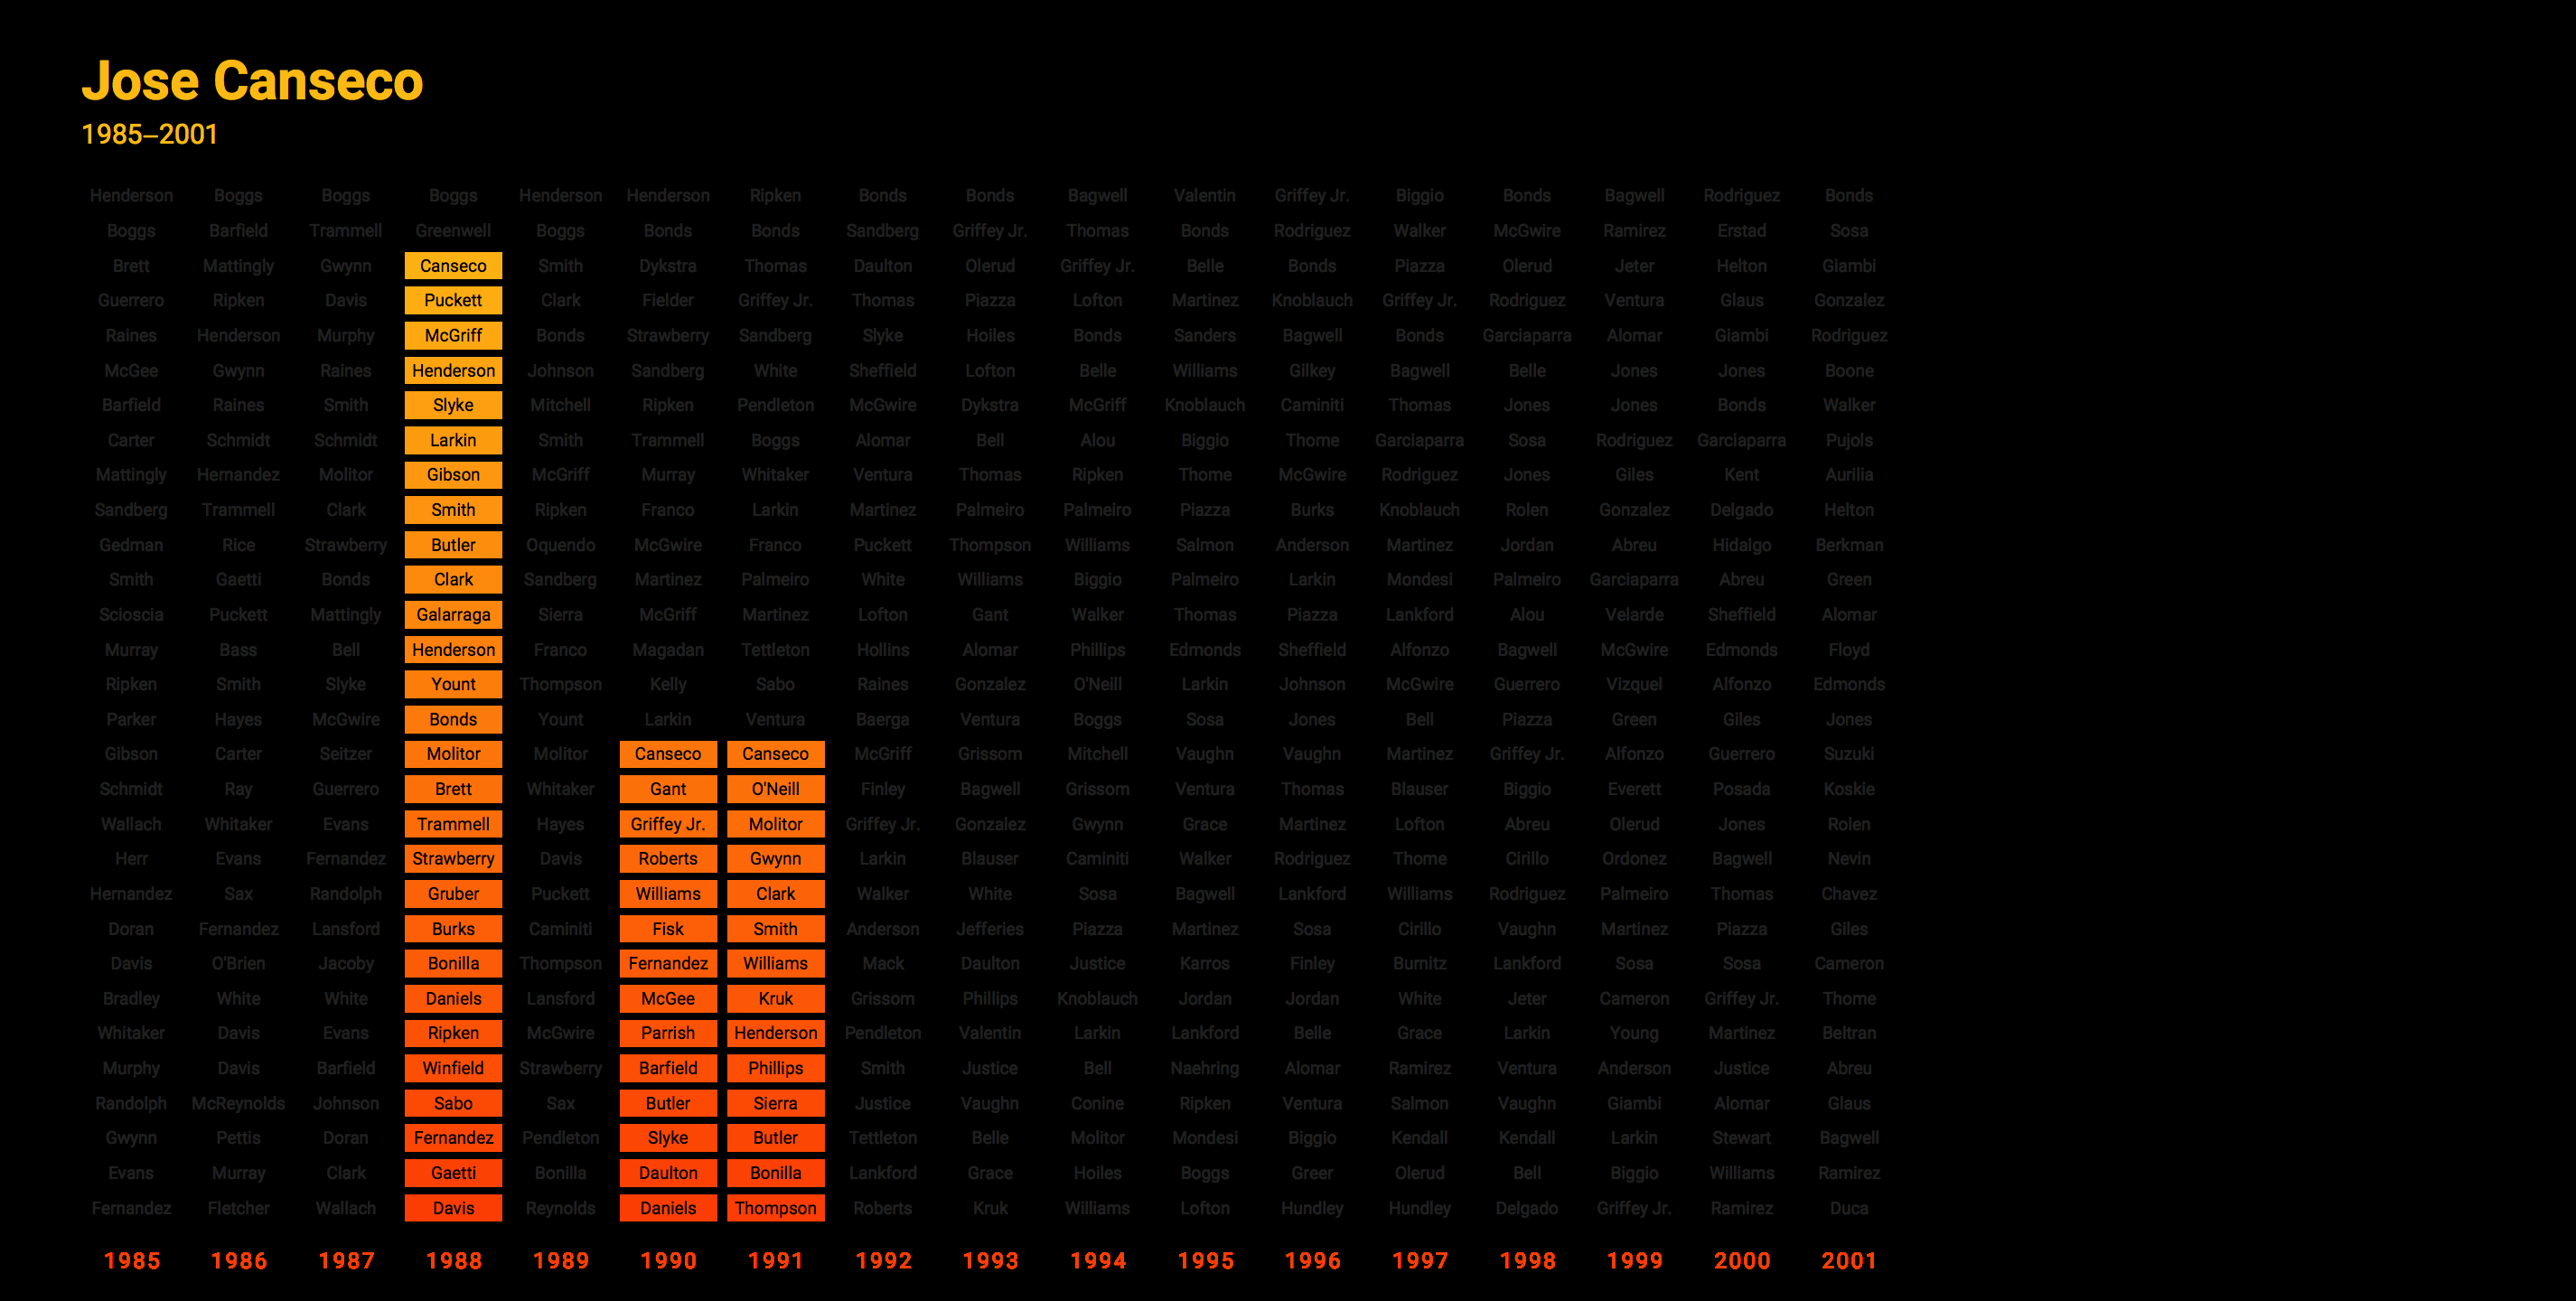 Jose Canseco
1985–2001
Henderson Boggs Boggs Boggs Henderson Henderson Ripken Bonds Bonds Bagwell Valentin Griffey Jr. Biggio Bonds Bagwell Rodriguez Bonds
Boggs Barfield Trammell Greenwell Boggs Bonds Bonds Sandberg Griffey Jr. Thomas Bonds Rodriguez Walker McGwire Ramirez Erstad Sosa
Brett Mattingly Gwynn Canseco Smith Dykstra Thomas Daulton Olerud Griffey Jr. Belle Bonds Piazza Olerud Jeter Helton Giambi
Guerrero Ripken Davis Puckett Clark Fielder Griffey Jr. Thomas Piazza Lofton Martinez Knoblauch Griffey Jr. Rodriguez Ventura Glaus Gonzalez
Raines Henderson Murphy McGriff Bonds Strawberry Sandberg Slyke Hoiles Bonds Sanders Bagwell Bonds Garciaparra Alomar Giambi Rodriguez
McGee Gwynn Raines Henderson Johnson Sandberg White Sheffield Lofton Belle Williams Gilkey Bagwell Belle Jones Jones Boone
Barfield Raines Smith Slyke Mitchell Ripken Pendleton McGwire Dykstra McGriff Knoblauch Caminiti Thomas Jones Jones Bonds Walker
Carter Schmidt Schmidt Larkin Smith Trammell Boggs Alomar Bell Alou Biggio Thome Garciaparra Sosa Rodriguez Garciaparra Pujols
Mattingly Hernandez Molitor Gibson McGriff Murray Whitaker Ventura Thomas Ripken Thome McGwire Rodriguez Jones Giles Kent Aurilia
Sandberg Trammell Clark Smith Ripken Franco Larkin Martinez Palmeiro Palmeiro Piazza Burks Knoblauch Rolen Gonzalez Delgado Helton
Gedman Rice Strawberry Butler Oquendo McGwire Franco Puckett Thompson Williams Salmon Anderson Martinez Jordan Abreu Hidalgo Berkman
Smith Gaetti Bonds Clark Sandberg Martinez Palmeiro White Williams Biggio Palmeiro Larkin Mondesi Palmeiro Garciaparra Abreu Green
Scioscia Puckett Mattingly Galarraga Sierra McGriff Martinez Lofton Gant Walker Thomas Piazza Lankford Alou Velarde Sheffield Alomar
Murray Bass Bell Henderson Franco Magadan Tettleton Hollins Alomar Phillips Edmonds Sheffield Alfonzo Bagwell McGwire Edmonds Floyd
Ripken Smith Slyke Yount Thompson Kelly Sabo Raines Gonzalez O'Neill Larkin Johnson McGwire Guerrero Vizquel Alfonzo Edmonds
Parker Hayes McGwire Bonds Yount Larkin Ventura Baerga Ventura Boggs Sosa Jones Bell Piazza Green Giles Jones
Gibson Carter Seitzer Molitor Molitor Canseco Canseco McGriff Grissom Mitchell Vaughn Vaughn Martinez Griffey Jr. Alfonzo Guerrero Suzuki
Schmidt Ray Guerrero Brett Whitaker Gant O'Neill Finley Bagwell Grissom Ventura Thomas Blauser Biggio Everett Posada Koskie
Wallach Whitaker Evans Trammell Hayes Griffey Jr. Molitor Griffey Jr. Gonzalez Gwynn Grace Martinez Lofton Abreu Olerud Jones Rolen
Herr Evans Fernandez Strawberry Davis Roberts Gwynn Larkin Blauser Caminiti Walker Rodriguez Thome Cirillo Ordonez Bagwell Nevin
Hernandez Sax Randolph Gruber Puckett Williams Clark Walker White Sosa Bagwell Lankford Williams Rodriguez Palmeiro Thomas Chavez
Doran Fernandez Lansford Burks Caminiti Fisk Smith Anderson Jefferies Piazza Martinez Sosa Cirillo Vaughn Martinez Piazza Giles
Davis O'Brien Jacoby Bonilla Thompson Fernandez Williams Mack Daulton Justice Karros Finley Burnitz Lankford Sosa Sosa Cameron
Bradley White White Daniels Lansford McGee Kruk Grissom Phillips Knoblauch Jordan Jordan White Jeter Cameron Griffey Jr. Thome
Whitaker Davis Evans Ripken McGwire Parrish Henderson Pendleton Valentin Larkin Lankford Belle Grace Larkin Young Martinez Beltran
Murphy Davis Barfield Winfield Strawberry Barfield Phillips Smith Justice Bell Naehring Alomar Ramirez Ventura Anderson Justice Abreu
Randolph McReynolds Johnson Sabo Sax Butler Sierra Justice Vaughn Conine Ripken Ventura Salmon Vaughn Giambi Alomar Glaus
Gwynn Pettis Doran Fernandez Pendleton Slyke Butler Tettleton Belle Molitor Mondesi Biggio Kendall Kendall Larkin Stewart Bagwell
Evans Murray Clark Gaetti Bonilla Daulton Bonilla Lankford Grace Hoiles Boggs Greer Olerud Bell Biggio Williams Ramirez
Fernandez Fletcher Wallach Davis Reynolds Daniels Thompson Roberts Kruk Williams Lofton Hundley Hundley Delgado Griffey Jr. Ramirez Duca
1985 1986 1987 1988 1989 1990 1991 1992 1993 1994 1995 1996 1997 1998 1999 2000 2001